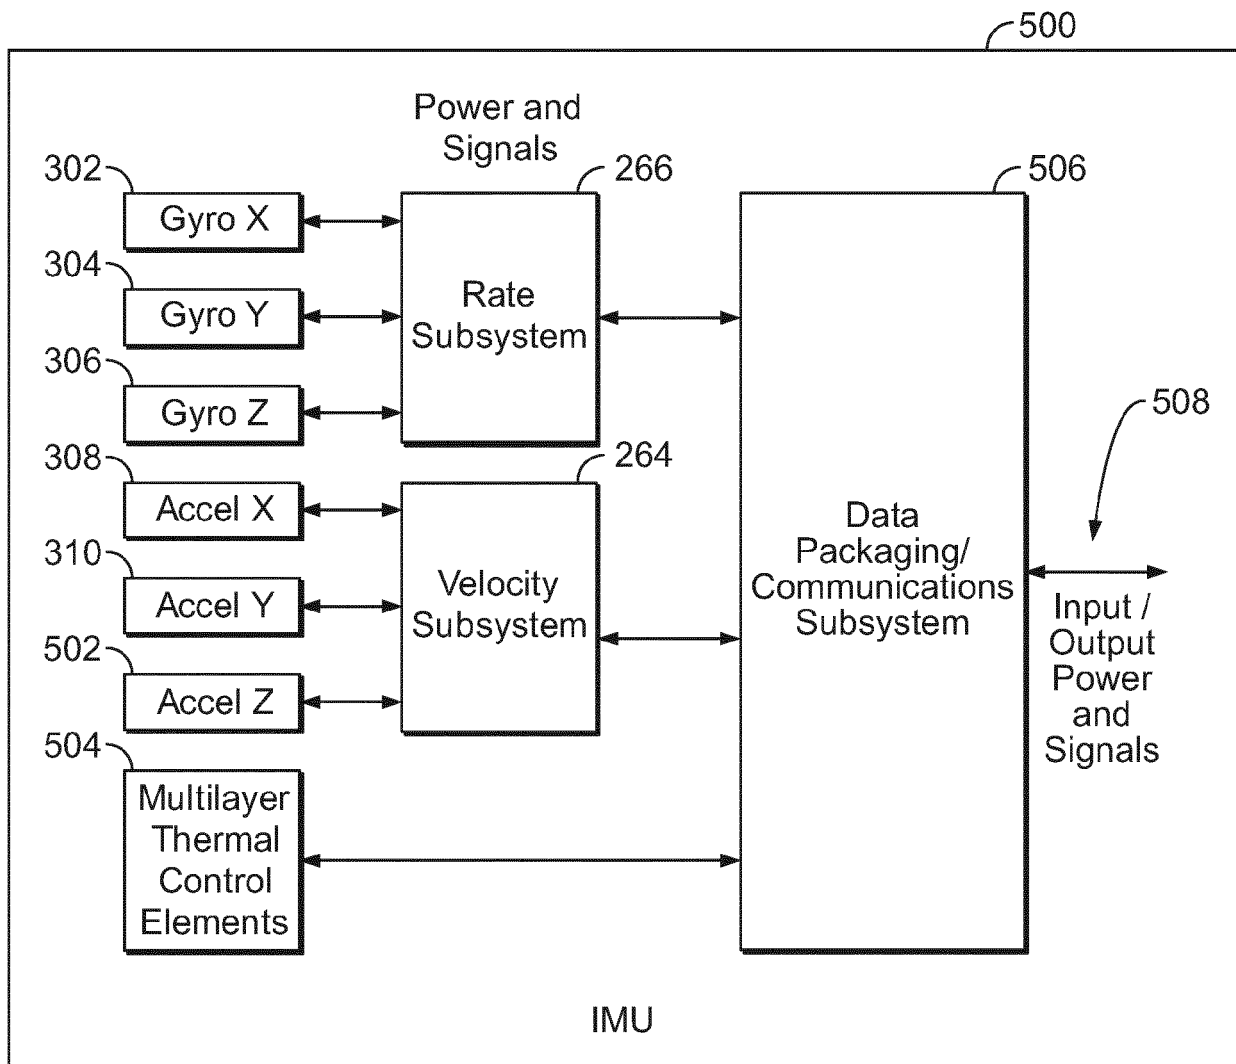 500
Power and
Signals
302
266
506
Gyro X
304
Gyro Y
Rate
Subsystem
306
Gyro Z
508
308
264
Accel X
Data
Packaging/
Communications
Subsystem
310
Accel Y
Velocity
Subsystem
Input /
Output
Power
and
Signals
502
Accel Z
504
Multilayer
Thermal
Control
Elements
IMU